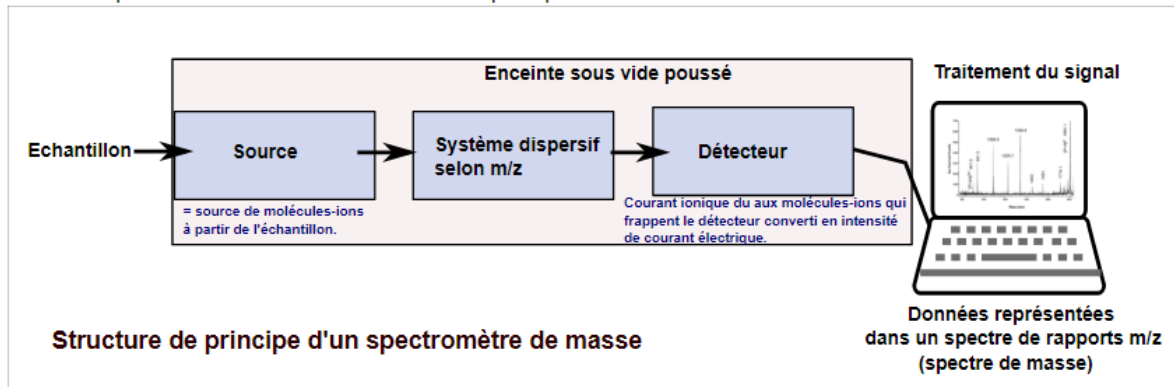 Enceinte sous vide poussé
Traitement du signal
Echantillon
Source
Système dispersif
selon m/z
Détecteur
= source de molécules-ions
à partir de l'échantillon.
Courant ionique du aux molécules-ions qui
frappent le détecteur converti en intensité
de courant électrique.
Données représentées
dans un spectre de rapports m/z
(spectre de masse)
Structure de principe d'un spectromètre de masse